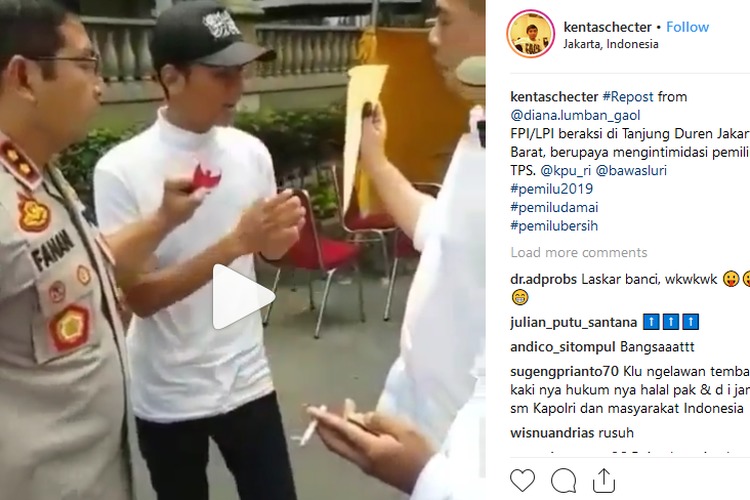 FANANI
kentaschecter • Follow
Jakarta, Indonesia
kentaschecter #Repost from
@diana.lumban_gaol
FPI/LPI beraksi di Tanjung Duren Jakar
Barat, berupaya mengintimidasi pemili
TPS. @kpu_ri @bawasluri
#pemilu2019
#pemiludamai
#pemilubersih
Load more comments
dr.adprobs Laskar banci, wkwkwk 😛
😁
julian_putu_santana ⬆️⬆️⬆️
andico_sitompul Bangsaaattt
sugengprianto70 Klu ngelawan temba
kaki nya hukum nya halal pak & d i jan
sm Kapolri dan masyarakat Indonesia
wisnuandrias rusuh